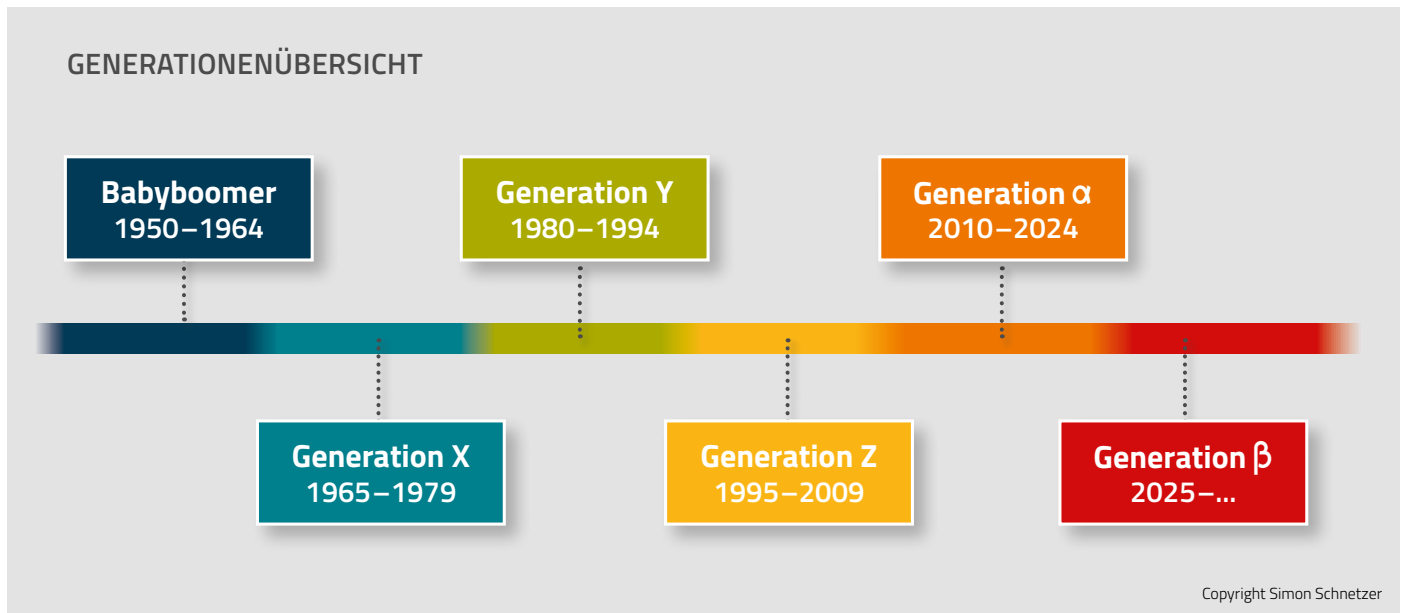 GENERATIONENÜBERSICHT
Babyboomer
1950–1964
Generation X
1965–1979
Generation Y
1980–1994
Generation Z
1995–2009
Generation α
2010–2024
Generation β
2025–...
Copyright Simon Schnetzer